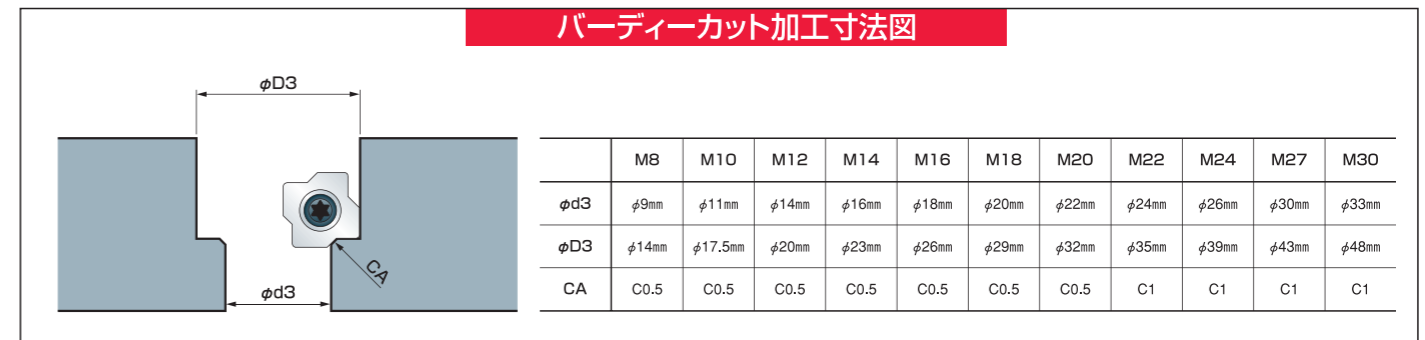 バーディーカット加工寸法図
φD3
CA
φd3
M8 M10 M12 M14 M16 M18 M20 M22 M24 M27 M30
φd3 φ9㎜ φ11㎜ φ14㎜ φ16㎜ φ18㎜ φ20㎜ φ22㎜ φ24㎜ φ26㎜ φ30㎜ φ33㎜
φD3 φ14㎜ φ17.5㎜ φ20㎜ φ23㎜ φ26㎜ φ29㎜ φ32㎜ φ35㎜ φ39㎜ φ43㎜ φ48㎜
CA C0.5 C0.5 C0.5 C0.5 C0.5 C0.5 C0.5 C1 C1 C1 C1